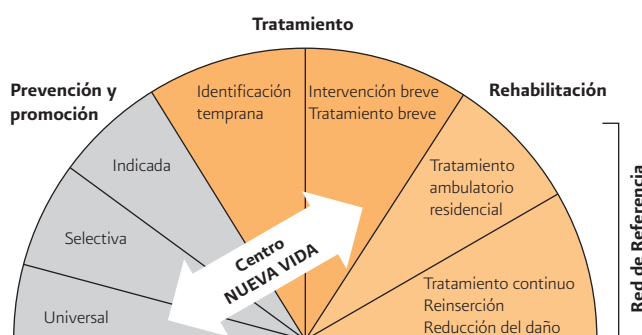 Tratamiento
Prevención y
promoción
Identificación
temprana
Intervención breve
Tratamiento breve
Rehabilitación
Indicada
Tratamiento
ambulatorio
residencial
Selectiva
Centro
NUEVA VIDA
Universal
Tratamiento continuo
Reinserción
Reducción del daño
Red de Referencia